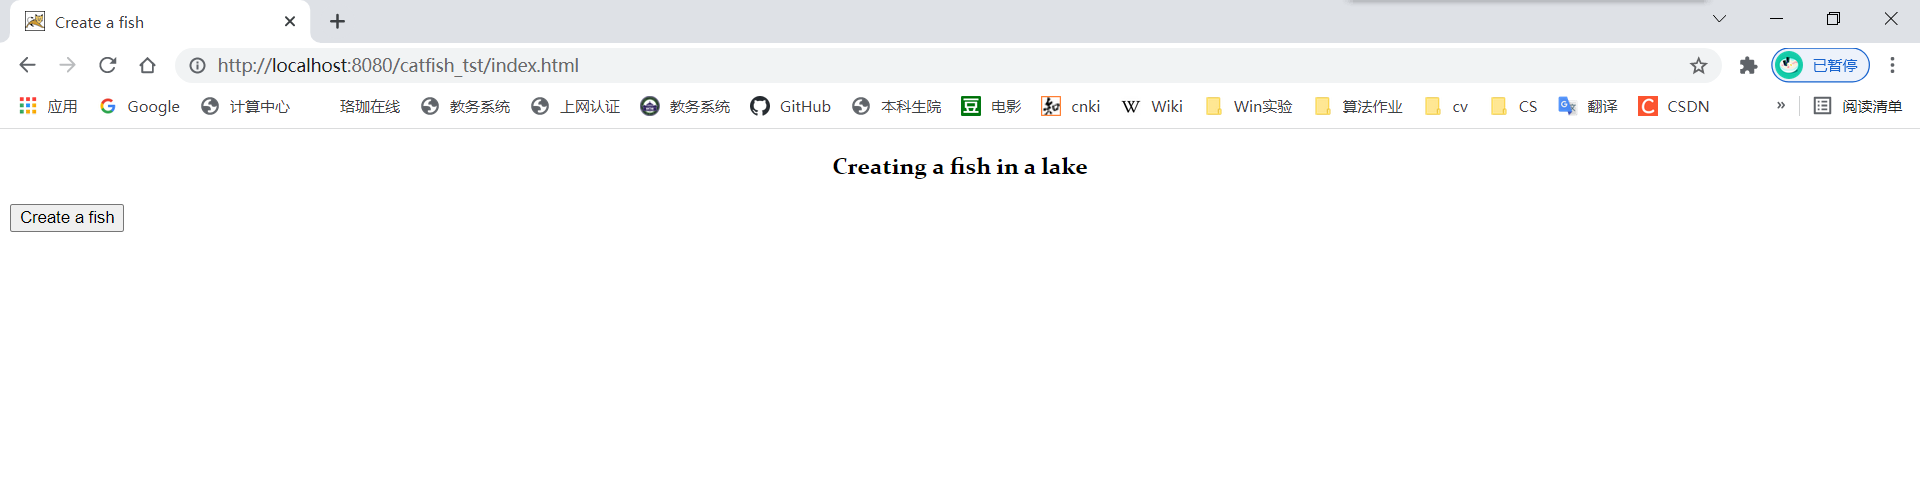 Create a fish
http://localhost:8080/catfish_tst/index.html
已暂停
应用 Google 计算中心 珞珈在线 教务系统 上网认证 教务系统 GitHub 本科生院 豆 电影 知 cnki W Wiki Win实验 算法作业 cv CS G 翻译 C CSDN » 阅读清单
Creating a fish in a lake
Create a fish